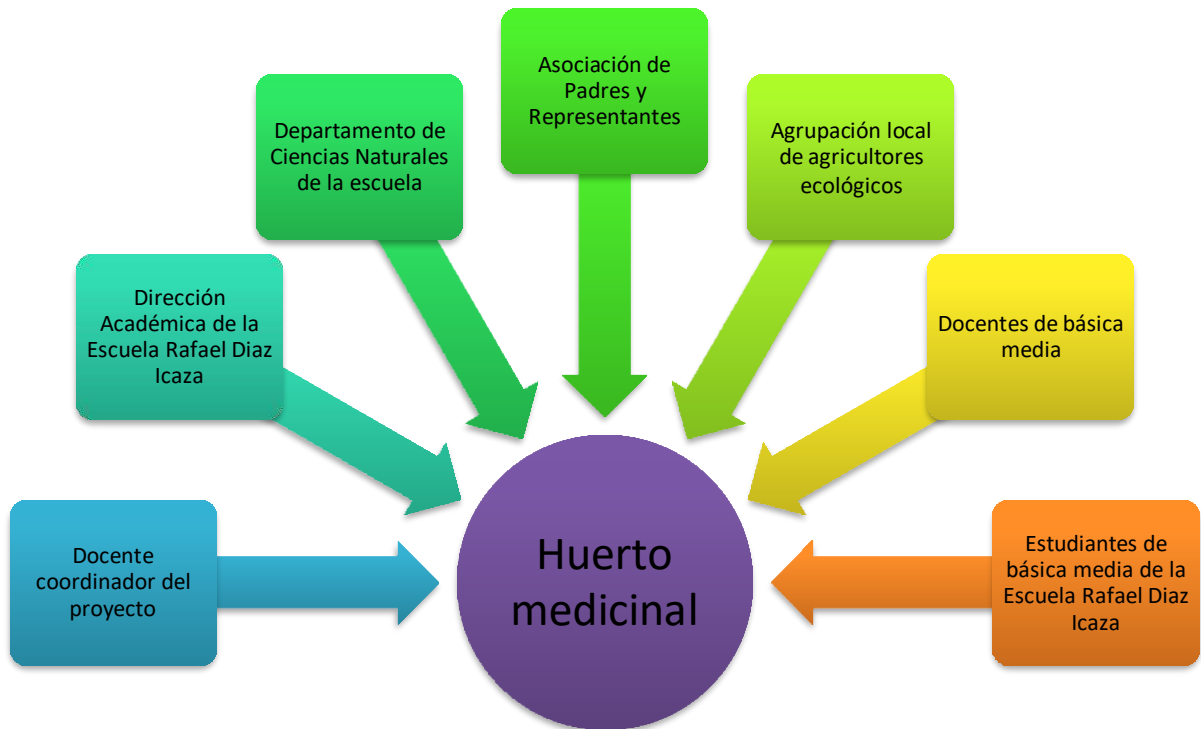 Asociación de
Padres y
Representantes
Departamento de
Ciencias Naturales
de la escuela
Agrupación local
de agricultores
ecológicos
Dirección
Académica de la
Escuela Rafael Diaz
Icaza
Docentes de básica
media
Docente
coordinador del
proyecto
Huerto
medicinal
Estudiantes de
básica media de la
Escuela Rafael Diaz
Icaza